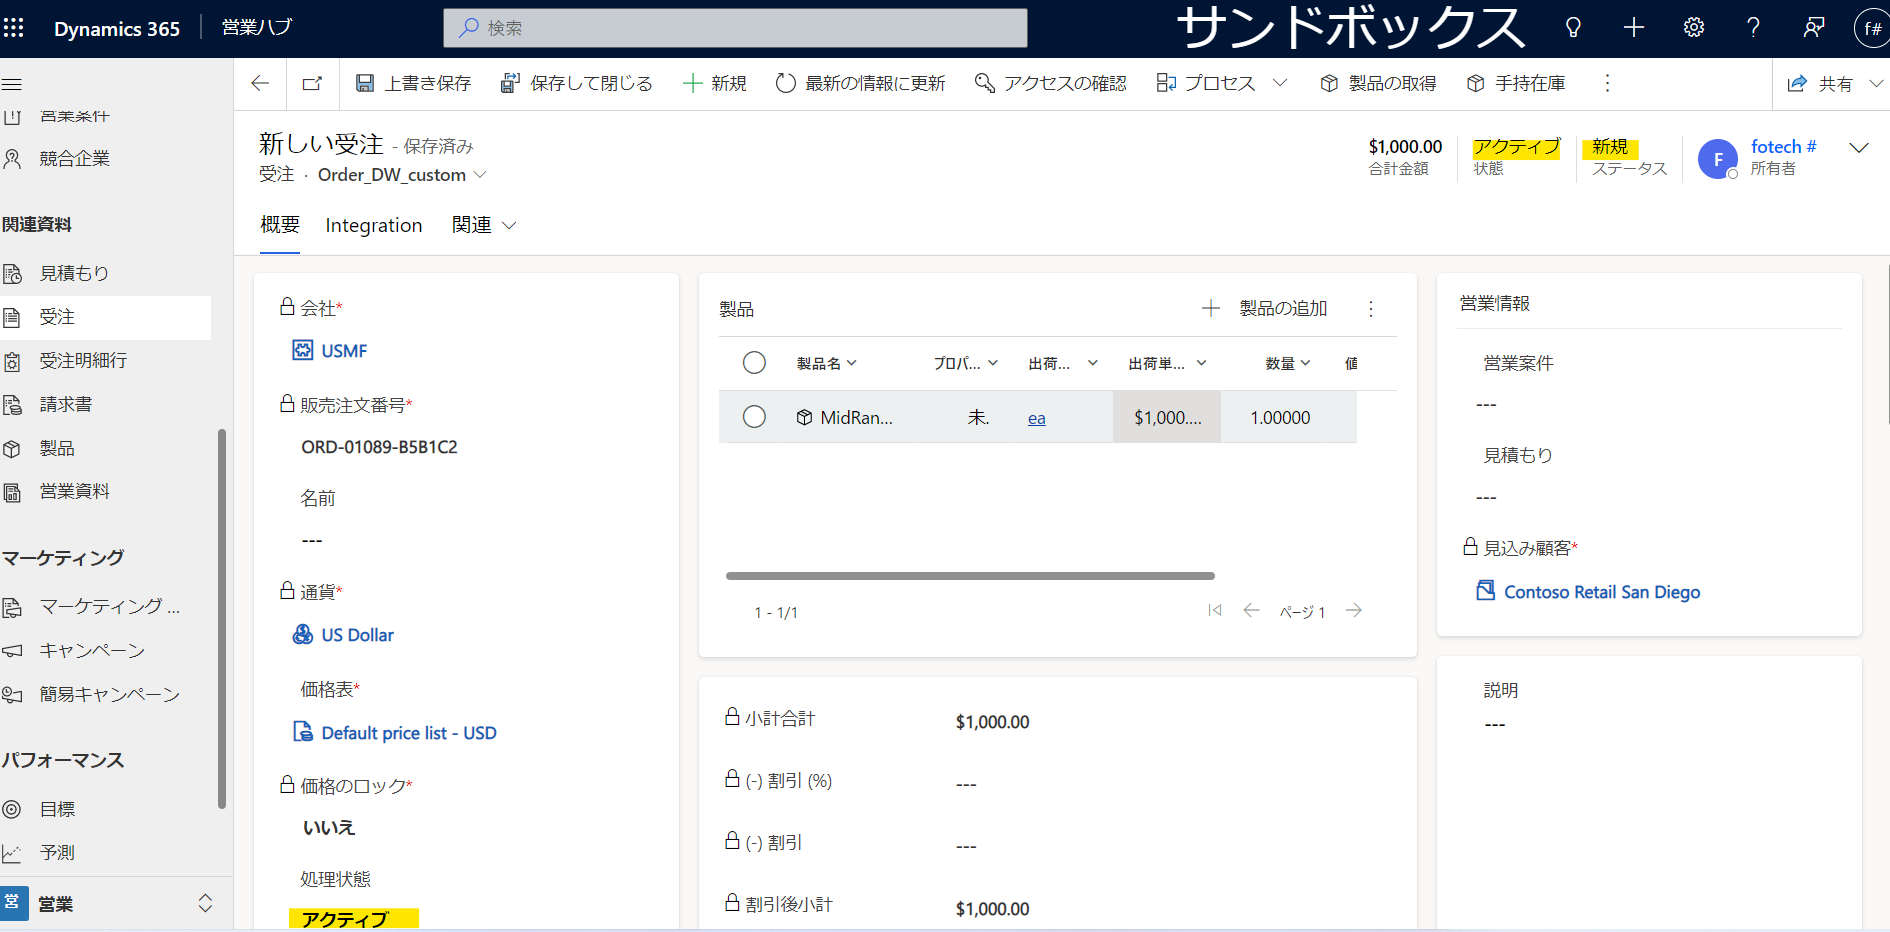 Dynamics 365 営業ハブ 検索 サンドボックス f#
上書き保存 保存して閉じる 新規 最新の情報に更新 アクセスの確認 プロセス 製品の取得 手持在庫 共有
営業案件
競合企業
関連資料
見積もり
受注
受注明細行
請求書
製品
営業資料
マーケティング
マーケティング ...
キャンペーン
簡易キャンペーン
パフォーマンス
目標
予測
営 営業
新しい受注 - 保存済み
受注 · Order_DW_custom
$1,000.00
合計金額
アクティブ
状態
新規
ステータス
F
fotech #
所有者
概要 Integration 関連
会社*
USMF
販売注文番号*
ORD-01089-B5B1C2
名前
---
通貨*
US Dollar
価格表*
Default price list - USD
価格のロック*
いいえ
処理状態
アクティブ
製品 製品の追加
製品名 プロパ... 出荷... 出荷単... 数量 値
MidRan... 未. ea $1,000.... 1.00000
1 - 1/1 ページ 1
小計合計 $1,000.00
(-) 割引 (%) ---
(-) 割引 ---
割引後小計 $1,000.00
営業情報
営業案件
---
見積もり
---
見込み顧客*
Contoso Retail San Diego
説明
---